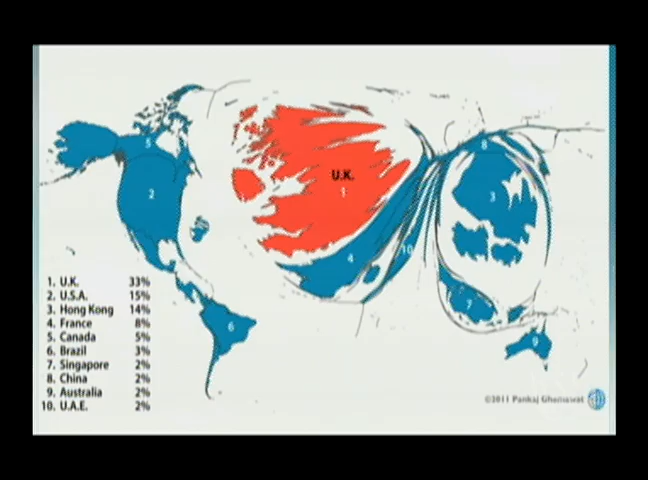 U.K.
1
5
2
8
3
4
10
7
6
9
1. U.K. 33%
2. U.S.A. 15%
3. Hong Kong 14%
4. France 8%
5. Canada 5%
6. Brazil 3%
7. Singapore 2%
8. China 2%
9. Australia 2%
10. U.A.E. 2%
©2011 Pankaj Ghemawat